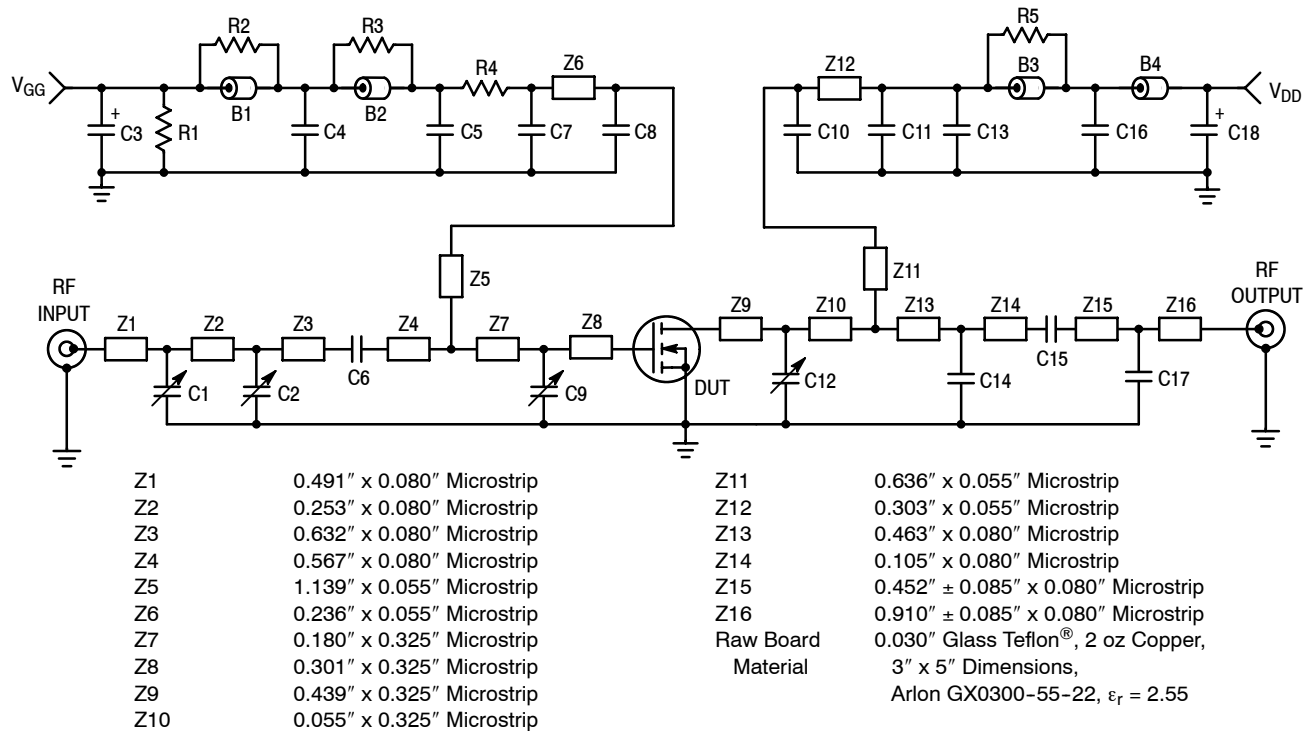 R2 R3 R5
R4 Z6 Z12 B3 B4
VGG VDD
B1 B2
+ C3 R1 C4 C5 C7 C8 C10 C11 C13 C16 + C18
Z5 Z11
RF INPUT RF OUTPUT
Z1 Z2 Z3 Z4 Z7 Z8 Z9 Z10 Z13 Z14 Z15 Z16
C6 C15
C1 C2 C9 DUT C12 C14 C17
Z1 0.491″ x 0.080″ Microstrip
Z2 0.253″ x 0.080″ Microstrip
Z3 0.632″ x 0.080″ Microstrip
Z4 0.567″ x 0.080″ Microstrip
Z5 1.139″ x 0.055″ Microstrip
Z6 0.236″ x 0.055″ Microstrip
Z7 0.180″ x 0.325″ Microstrip
Z8 0.301″ x 0.325″ Microstrip
Z9 0.439″ x 0.325″ Microstrip
Z10 0.055″ x 0.325″ Microstrip
Z11 0.636″ x 0.055″ Microstrip
Z12 0.303″ x 0.055″ Microstrip
Z13 0.463″ x 0.080″ Microstrip
Z14 0.105″ x 0.080″ Microstrip
Z15 0.452″ ± 0.085″ x 0.080″ Microstrip
Z16 0.910″ ± 0.085″ x 0.080″ Microstrip
Raw Board 0.030″ Glass Teflon®, 2 oz Copper,
Material 3″ x 5″ Dimensions,
Arlon GX0300-55-22, εr = 2.55